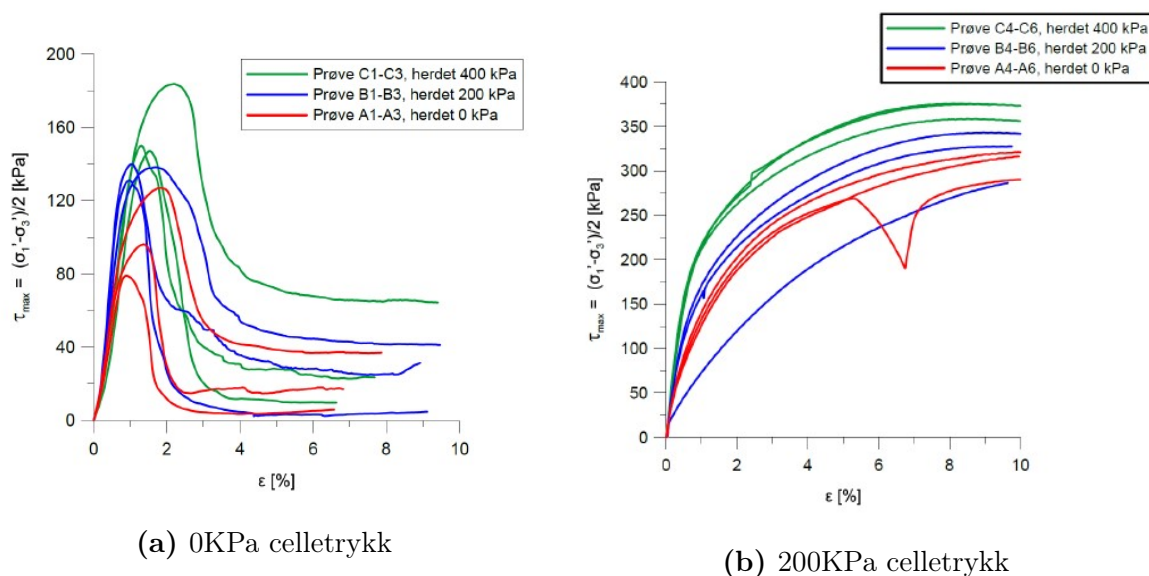 Prøve C1-C3, herdet 400 kPa
Prøve B1-B3, herdet 200 kPa
Prøve A1-A3, herdet 0 kPa
200
160
120
80
40
0
τmax = (σ1'-σ3')/2 [kPa]
0 2 4 6 8 10
ε [%]
(a) 0KPa celletrykk
Prøve C4-C6, herdet 400 kPa
Prøve B4-B6, herdet 200 kPa
Prøve A4-A6, herdet 0 kPa
400
350
300
250
200
150
100
50
0
τmax = (σ1'-σ3')/2 [kPa]
0 2 4 6 8 10
ε [%]
(b) 200KPa celletrykk